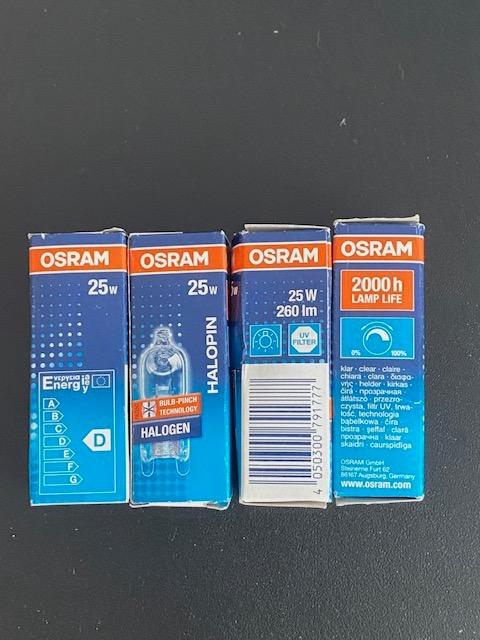 OSRAM
25W
ενεργεια
Energy
A
B
C
D
E
F
G
D
OSRAM
25W
HALOPIN
BULB-PINCH
TECHNOLOGY
HALOGEN
OSRAM
25 W
260 lm
UV
FILTER
4 050300 791777
OSRAM
2000 h
LAMP LIFE
0% 100%
klar · clear · claire ·
chiara · clara · διαφα-
νής · helder · kirkas ·
čirá · прозрачная ·
átlátszó · przezro-
czysta, filtr UV, trwa-
łość, technologia
bąbelkowa · číra
bistra · şeffaf · clară ·
прозрачна · klaar
skaidri · caurspīdīga
OSRAM GmbH
Steinerne Furt 62
86167 Augsburg, Germany
www.osram.com